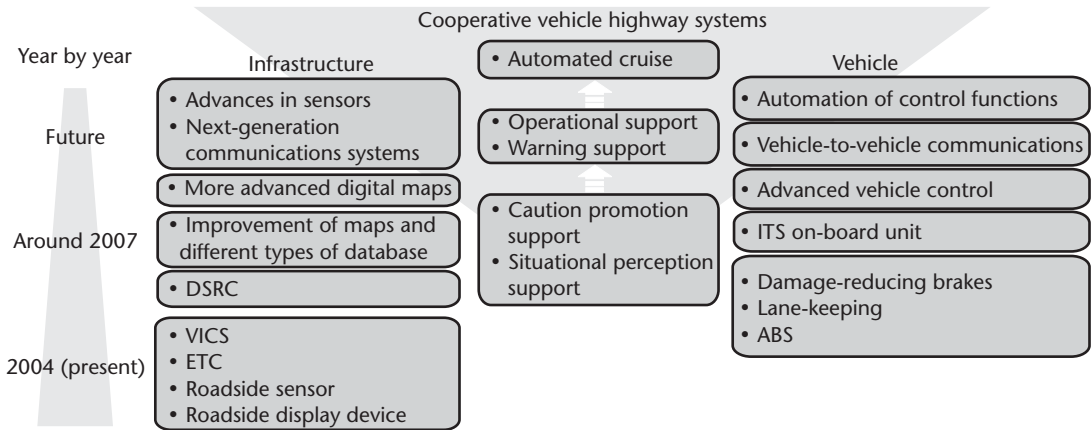 Cooperative vehicle highway systems
Year by year
Future
Around 2007
2004 (present)
Infrastructure
• Advances in sensors
• Next-generation
communications systems
• More advanced digital maps
• Improvement of maps and
different types of database
• DSRC
• VICS
• ETC
• Roadside sensor
• Roadside display device
• Automated cruise
• Operational support
• Warning support
• Caution promotion
support
• Situational perception
support
Vehicle
• Automation of control functions
• Vehicle-to-vehicle communications
• Advanced vehicle control
• ITS on-board unit
• Damage-reducing brakes
• Lane-keeping
• ABS